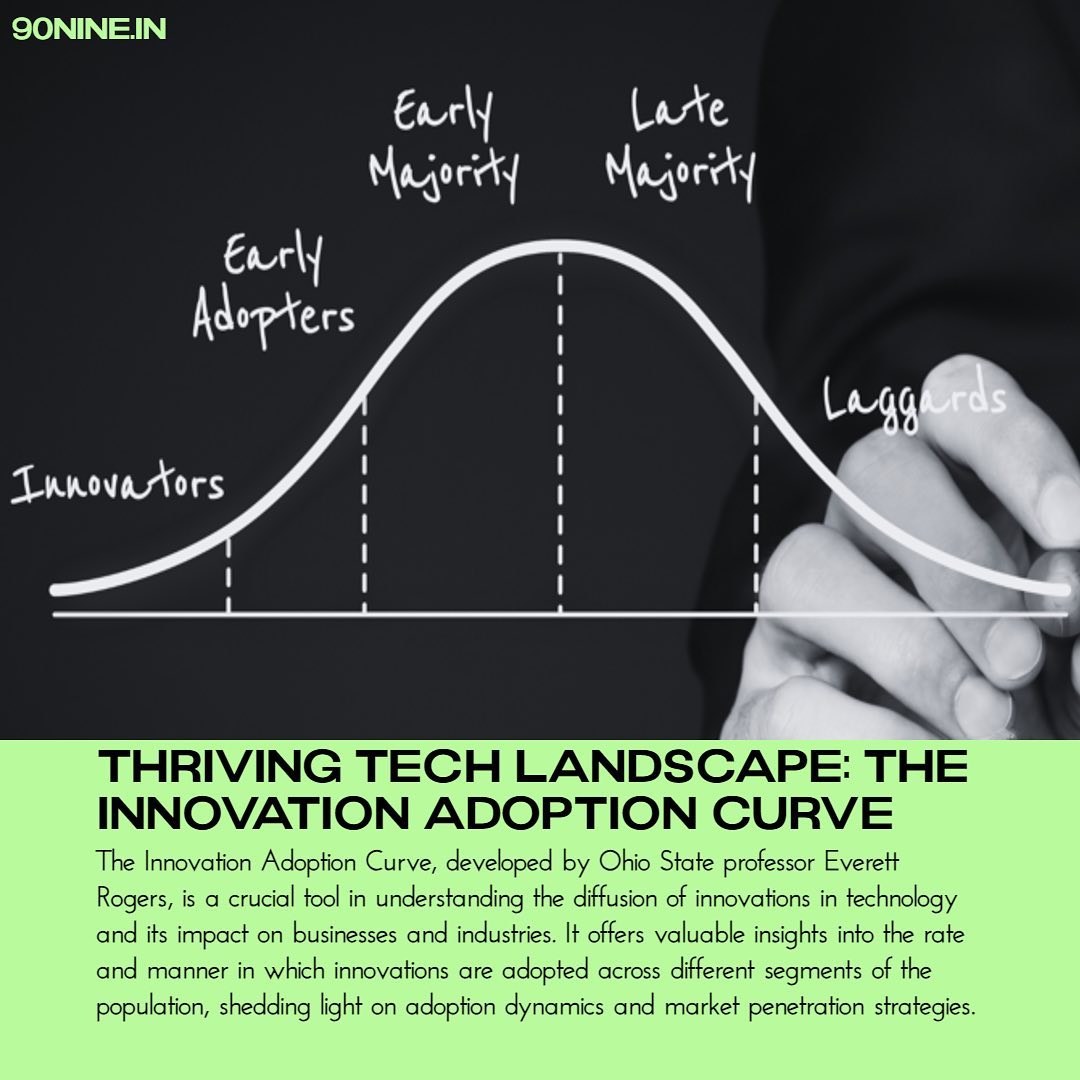 90NINE.IN
Early
Majority
Late
Majority
Early
Adopters
Laggards
Innovators
THRIVING TECH LANDSCAPE: THE
INNOVATION ADOPTION CURVE
The Innovation Adoption Curve, developed by Ohio State professor Everett
Rogers, is a crucial tool in understanding the diffusion of innovations in technology
and its impact on businesses and industries. It offers valuable insights into the rate
and manner in which innovations are adopted across different segments of the
population, shedding light on adoption dynamics and market penetration strategies.